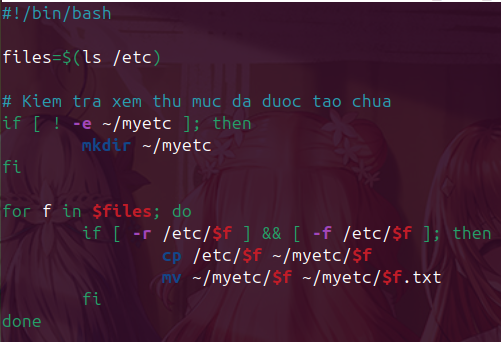 #!/bin/bash
files=$(ls /etc)
# Kiem tra xem thu muc da duoc tao chua
if [ ! -e ~/myetc ]; then
        mkdir ~/myetc
fi
for f in $files; do
        if [ -r /etc/$f ] && [ -f /etc/$f ]; then
                cp /etc/$f ~/myetc/$f
                mv ~/myetc/$f ~/myetc/$f.txt
        fi
done